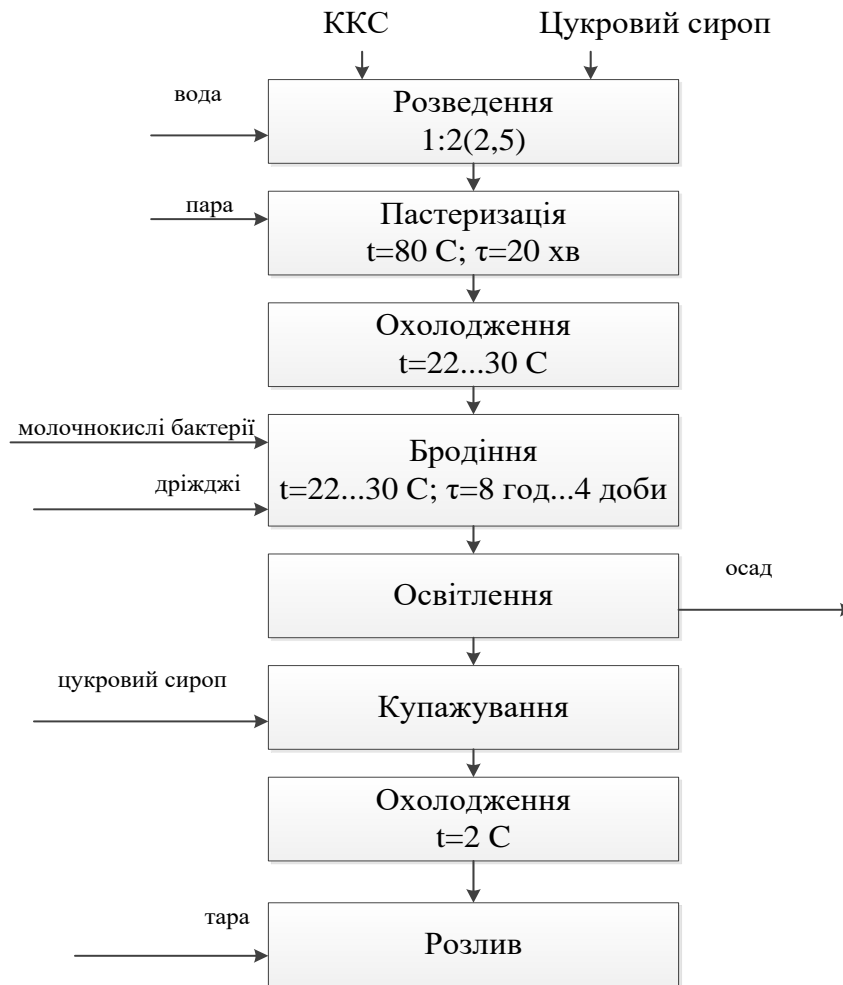 ККС
Цукровий сироп
вода
Розведення
1:2(2,5)
пара
Пастеризація
t=80 С; τ=20 хв
Охолодження
t=22...30 С
молочнокислі бактерії
дріжджі
Бродіння
t=22...30 С; τ=8 год...4 доби
Освітлення
осад
цукровий сироп
Купажування
Охолодження
t=2 С
тара
Розлив